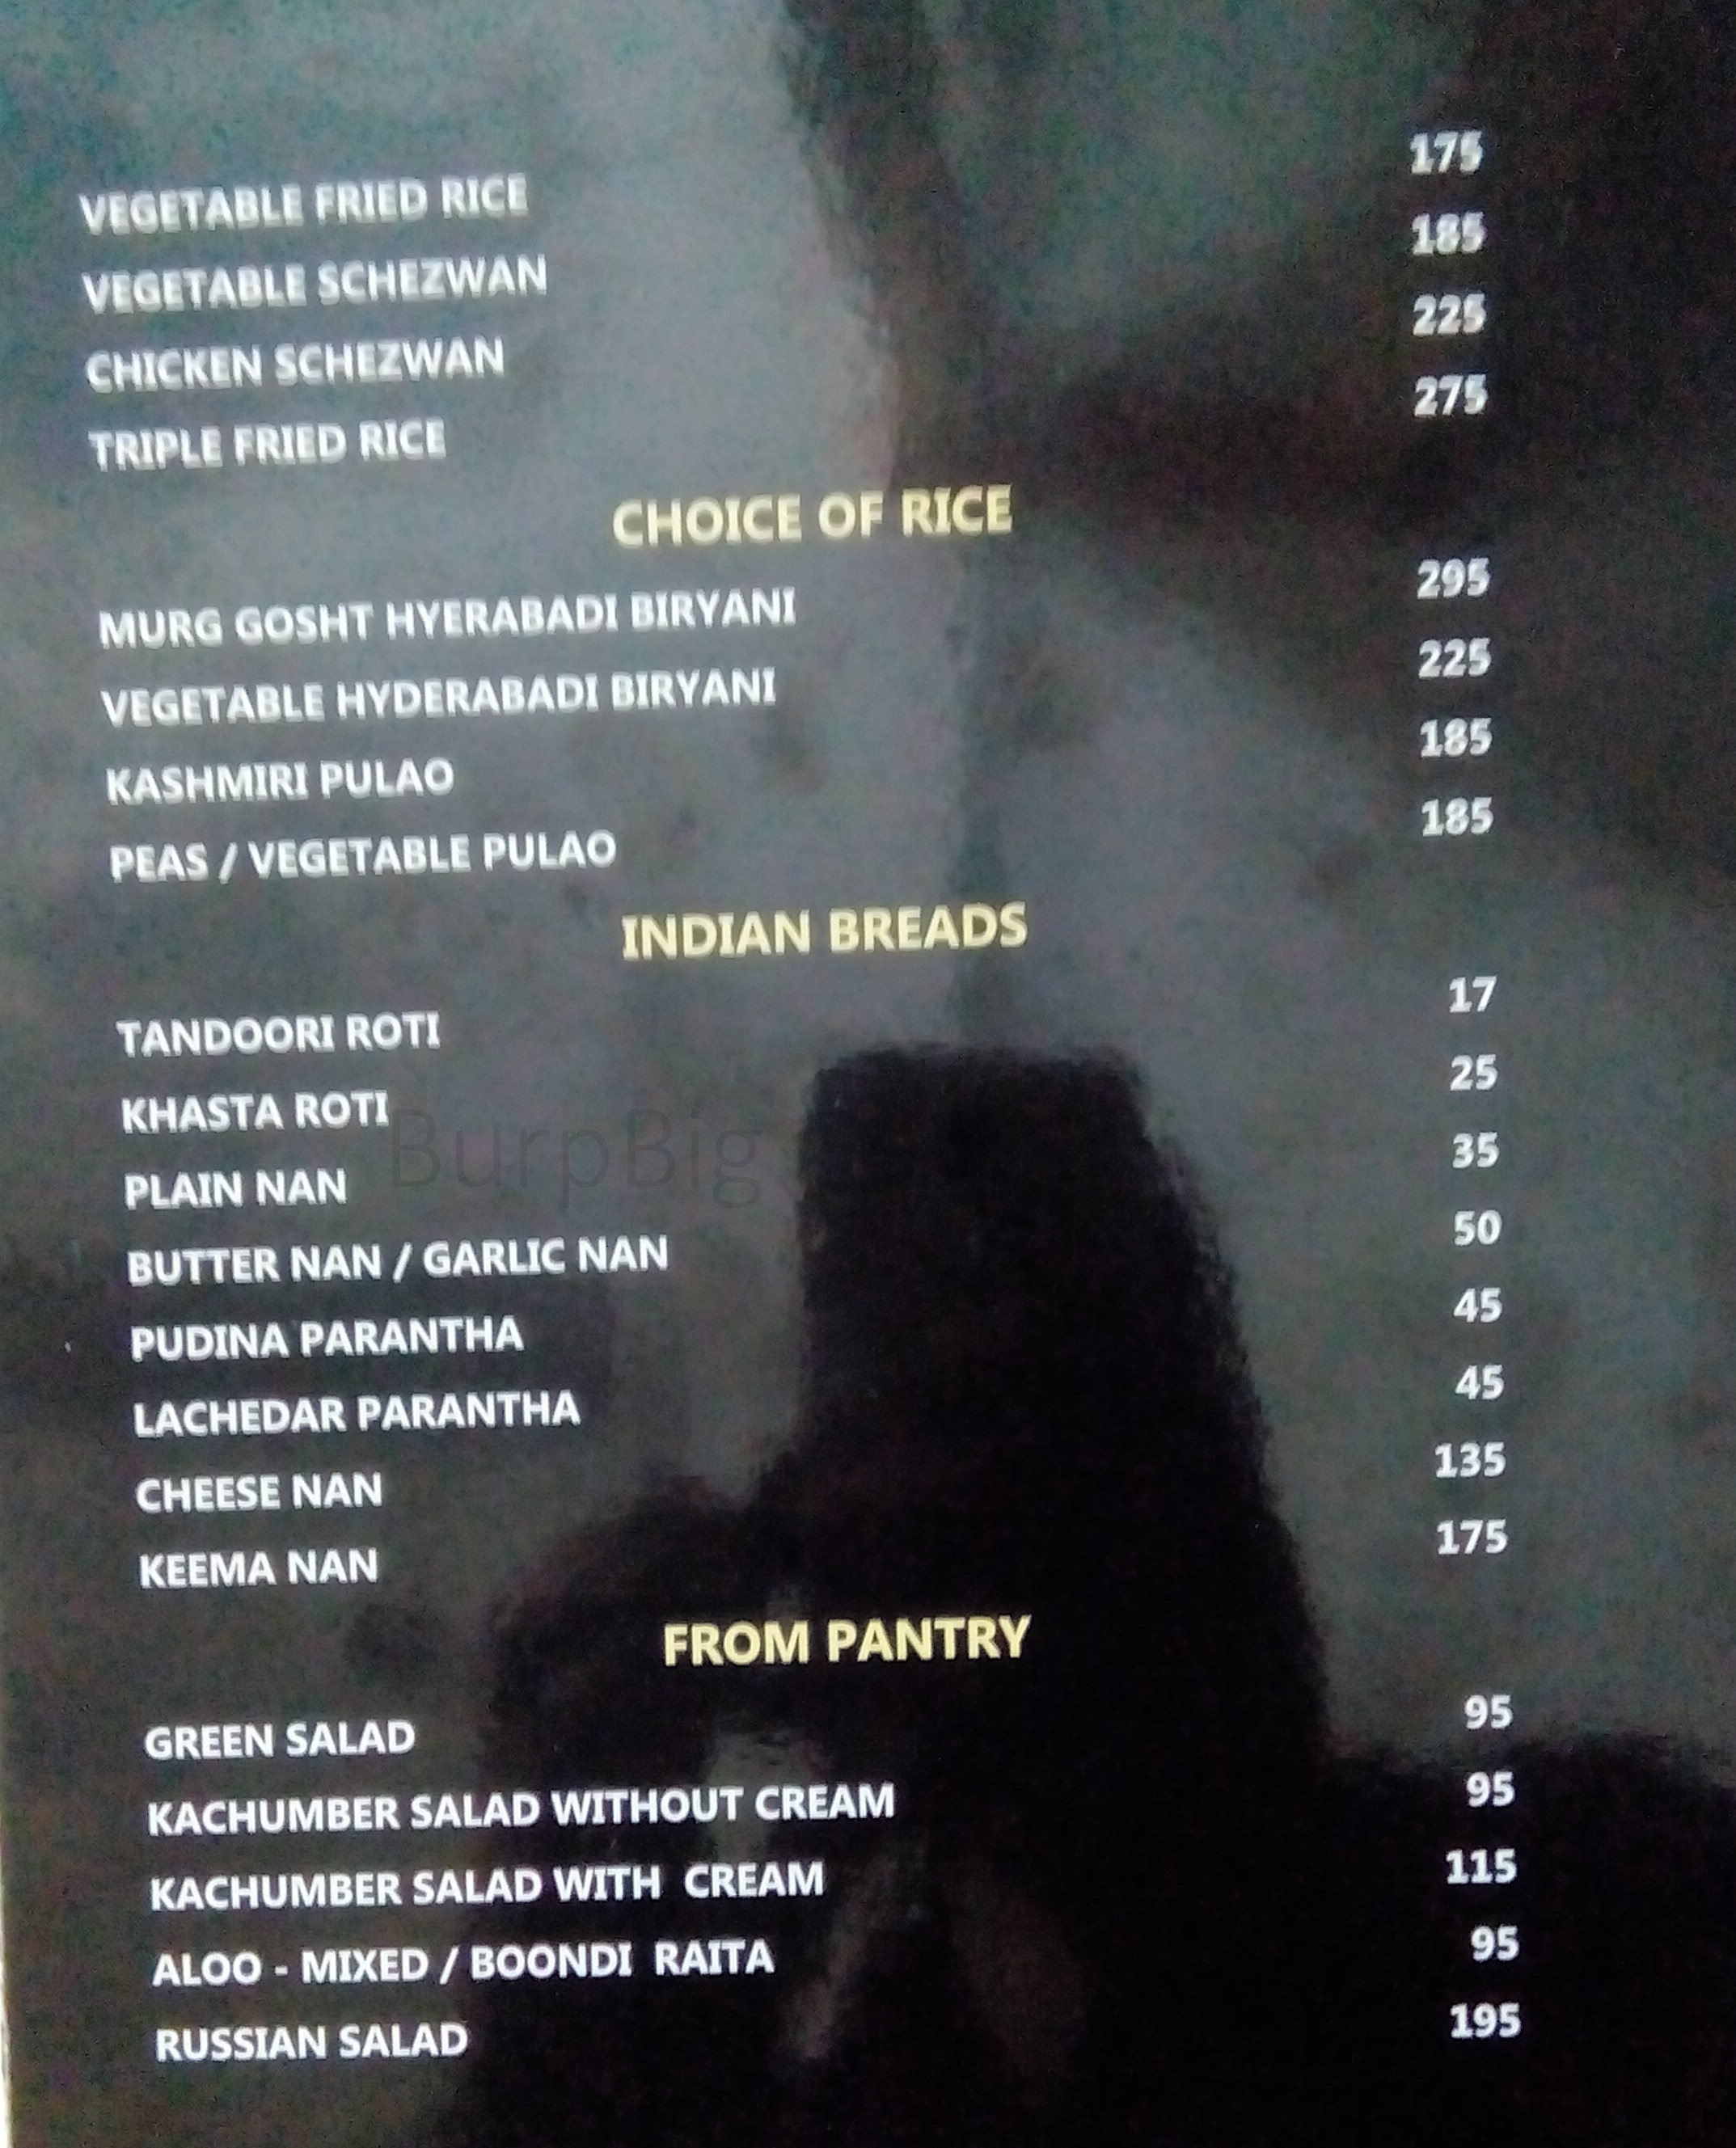 VEGETABLE FRIED RICE 175
VEGETABLE SCHEZWAN 185
CHICKEN SCHEZWAN 225
TRIPLE FRIED RICE 275
CHOICE OF RICE
MURG GOSHT HYERABADI BIRYANI 295
VEGETABLE HYDERABADI BIRYANI 225
KASHMIRI PULAO 185
PEAS / VEGETABLE PULAO 185
INDIAN BREADS
TANDOORI ROTI 17
KHASTA ROTI 25
BurpBig
PLAIN NAN 35
BUTTER NAN / GARLIC NAN 50
PUDINA PARANTHA 45
LACHEDAR PARANTHA 45
CHEESE NAN 135
KEEMA NAN 175
FROM PANTRY
GREEN SALAD 95
KACHUMBER SALAD WITHOUT CREAM 95
KACHUMBER SALAD WITH CREAM 115
ALOO - MIXED / BOONDI RAITA 95
RUSSIAN SALAD 195